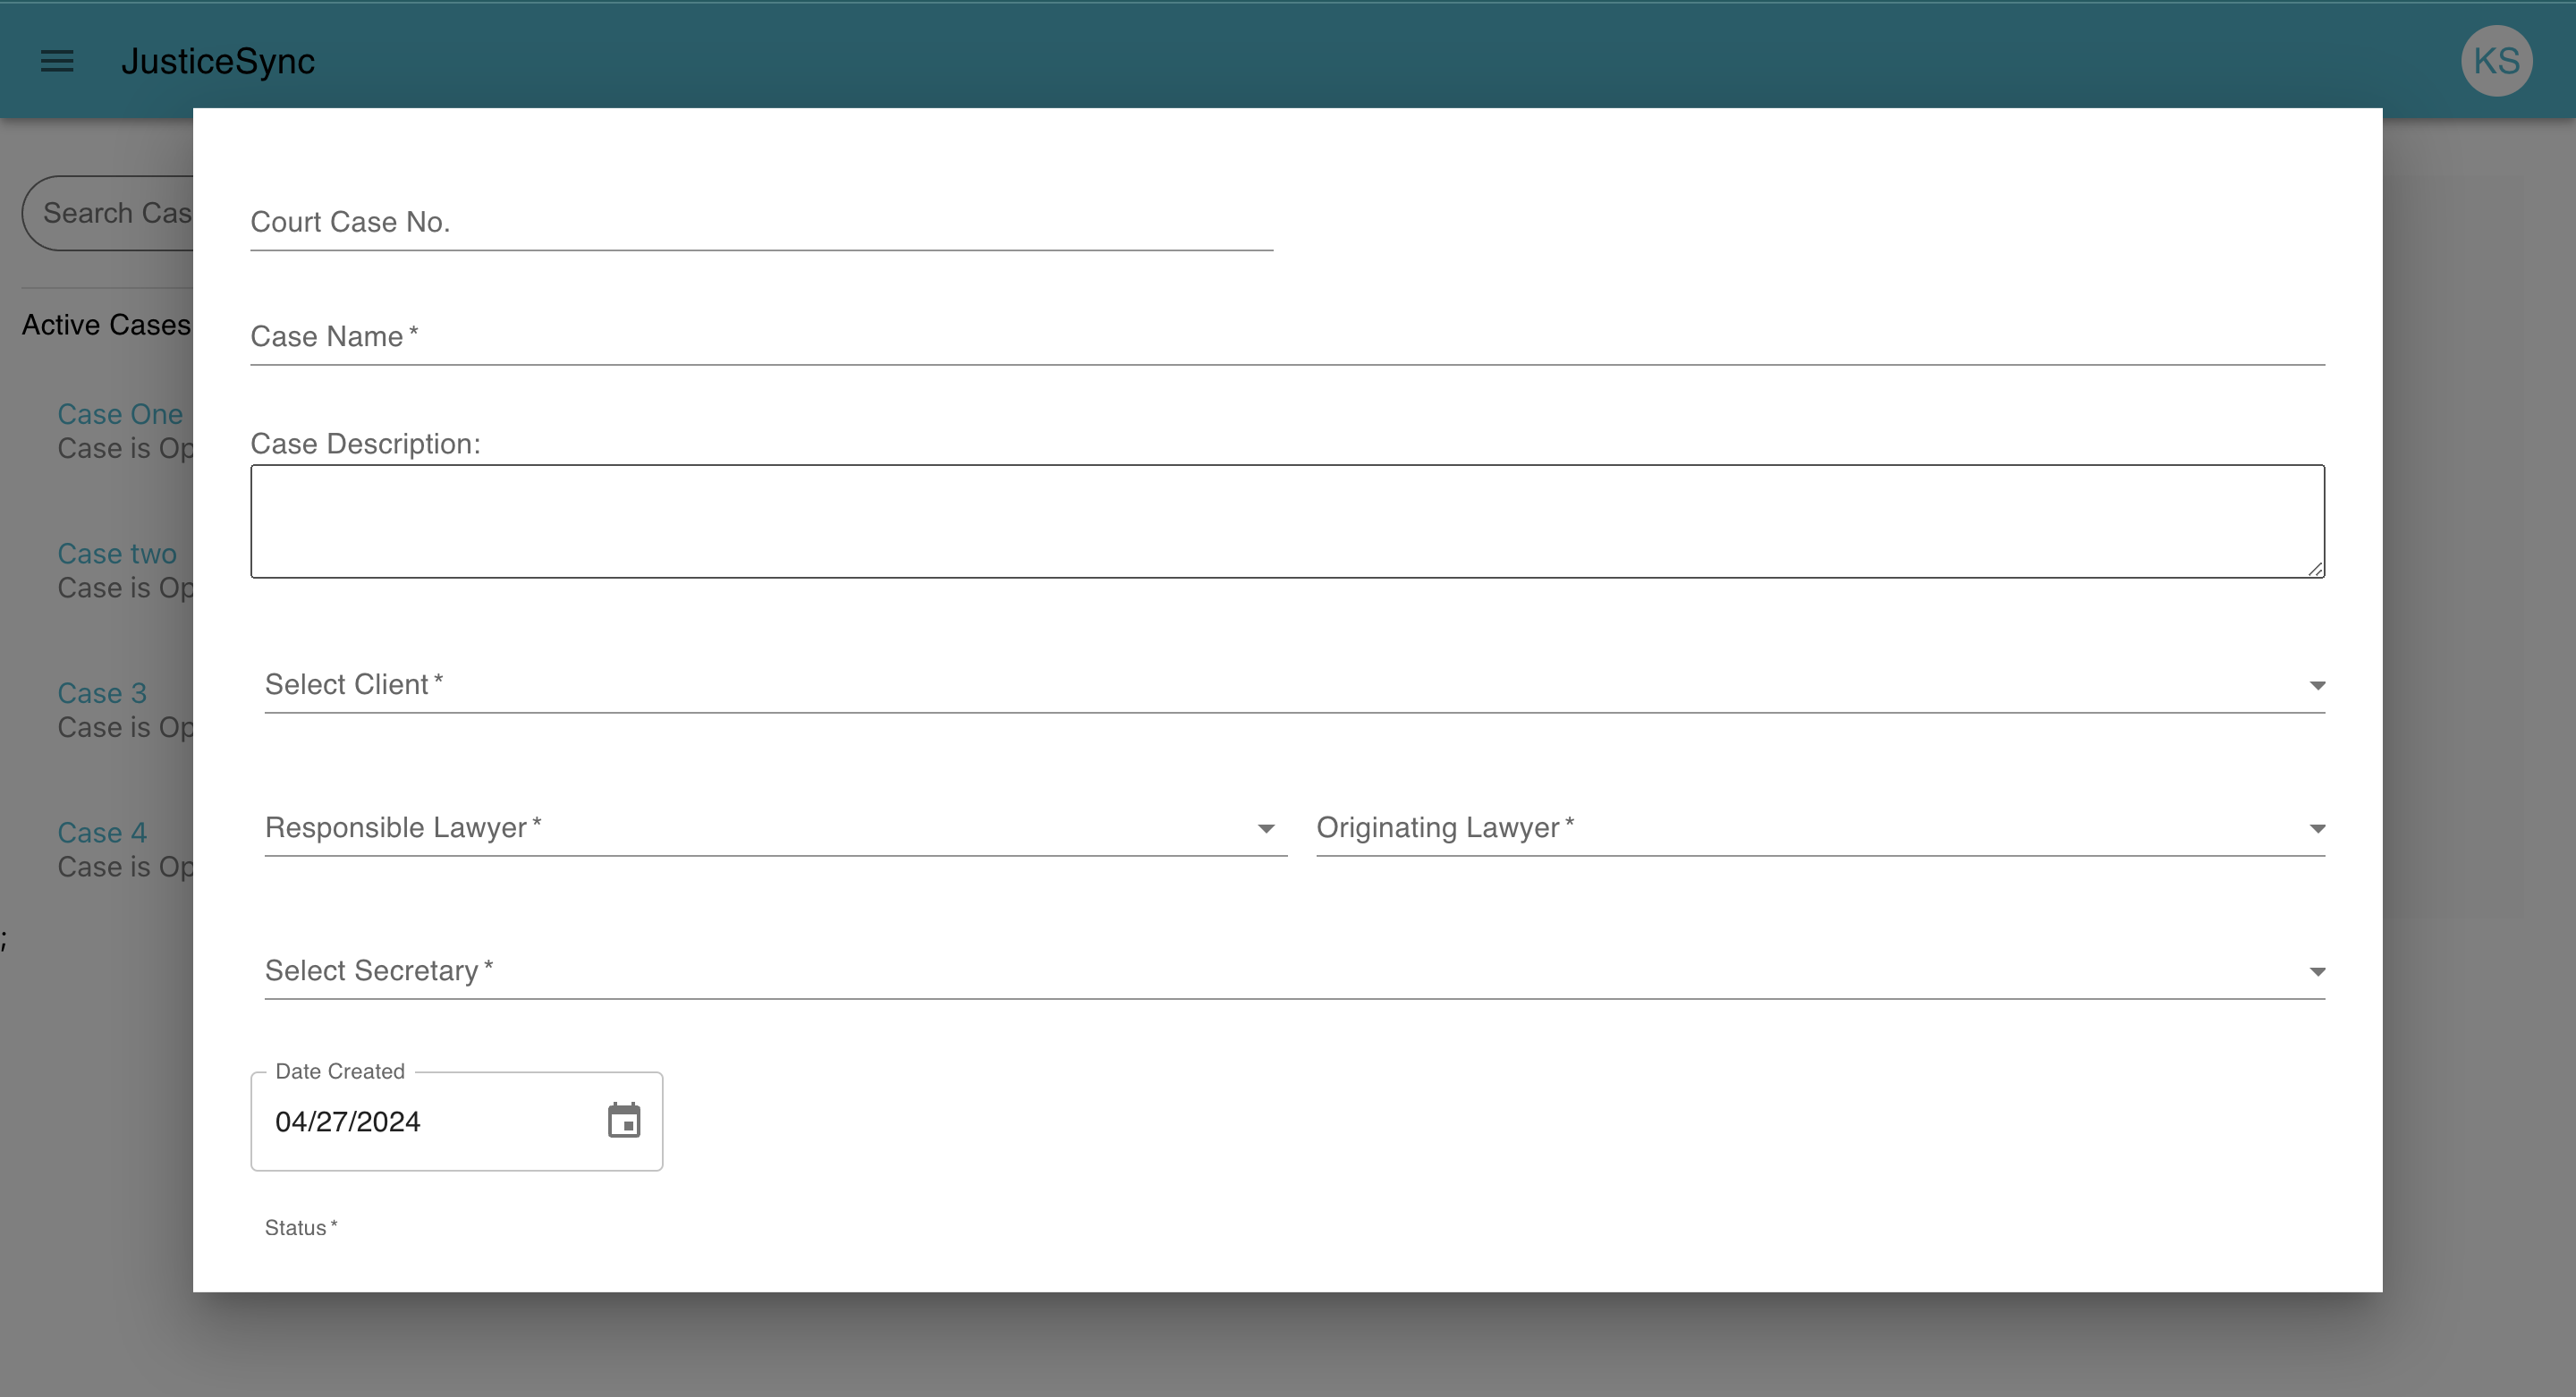 JusticeSync
KS
Search Cas
Active Cases
Case One
Case is Op
Case two
Case is Op
Case 3
Case is Op
Case 4
Case is Op
;
Court Case No.
Case Name *
Case Description:
Select Client *
Responsible Lawyer *
Originating Lawyer *
Select Secretary *
Date Created
04/27/2024
Status *